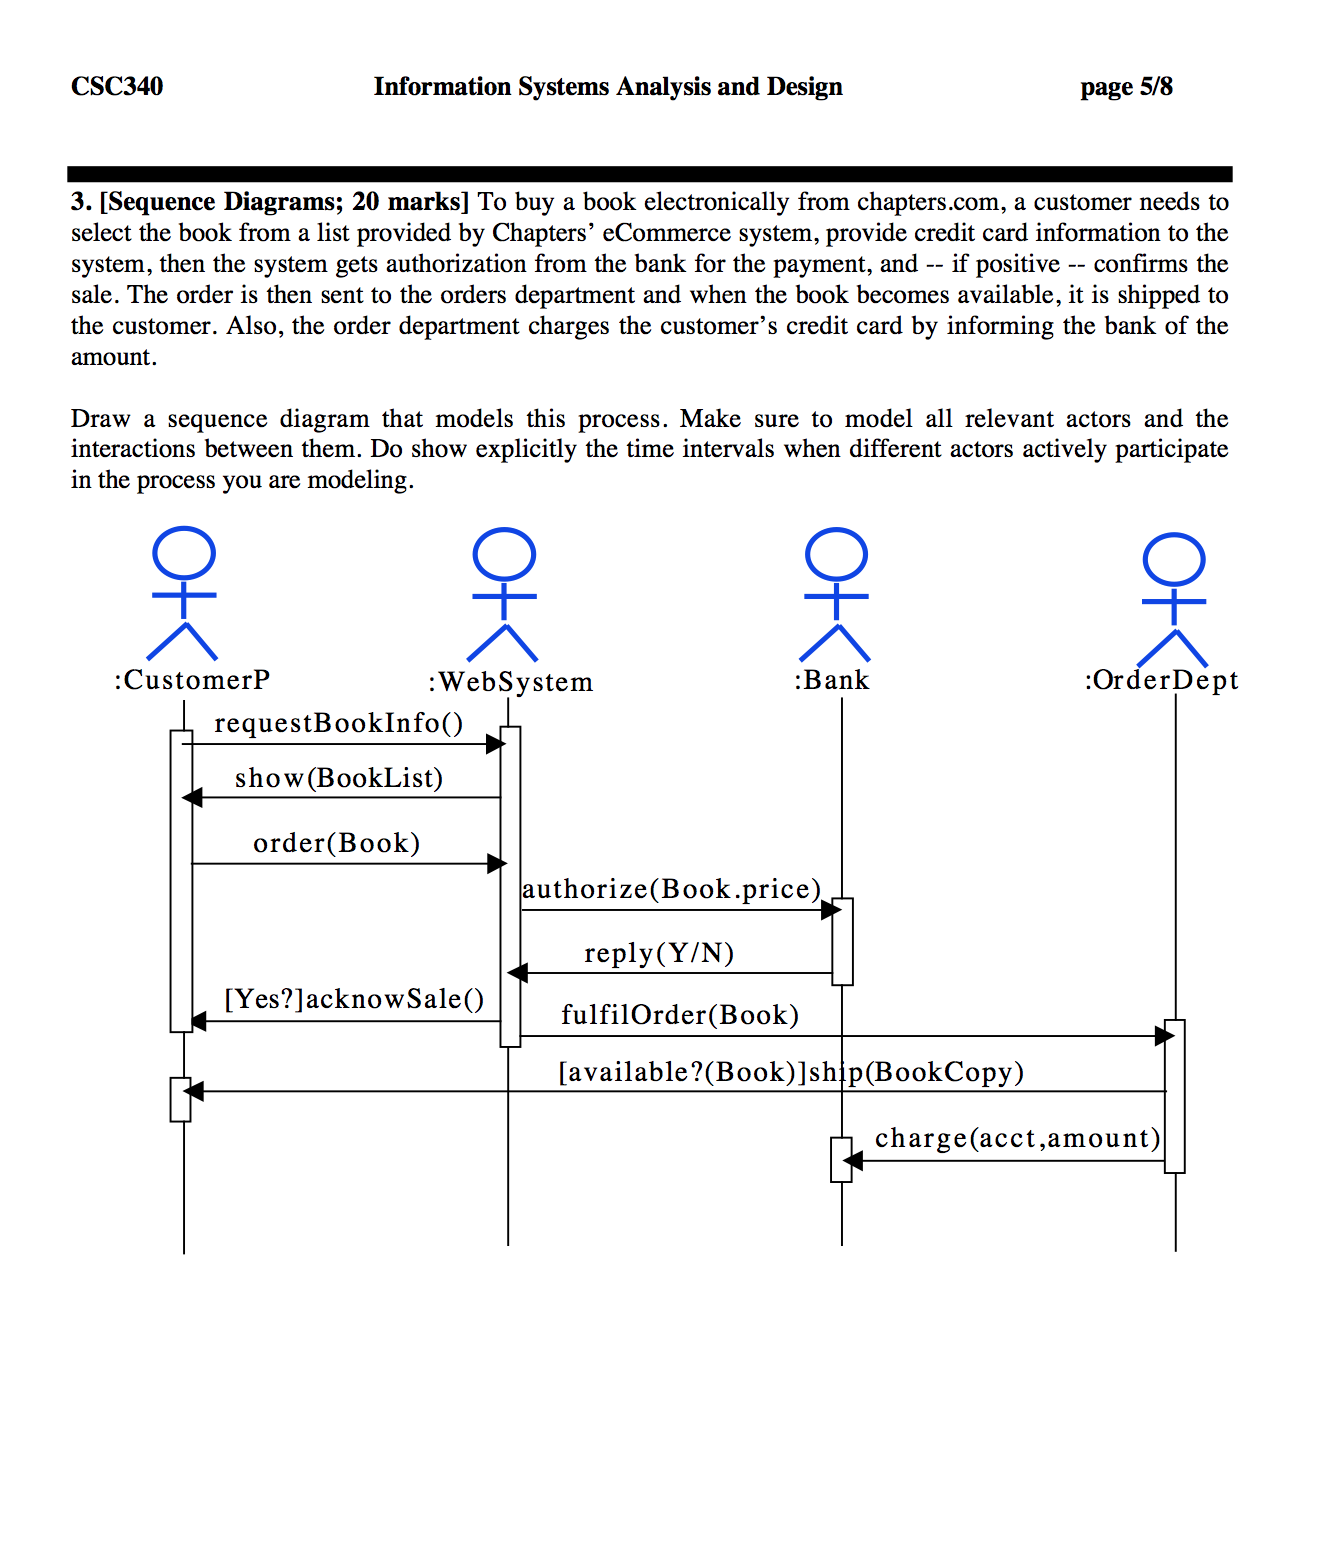 CSC340 Information Systems Analysis and Design page 5/8
3. [Sequence Diagrams; 20 marks] To buy a book electronically from chapters.com, a customer needs to
select the book from a list provided by Chapters’ eCommerce system, provide credit card information to the
system, then the system gets authorization from the bank for the payment, and -- if positive -- confirms the
sale. The order is then sent to the orders department and when the book becomes available, it is shipped to
the customer. Also, the order department charges the customer’s credit card by informing the bank of the
amount.
Draw a sequence diagram that models this process. Make sure to model all relevant actors and the
interactions between them. Do show explicitly the time intervals when different actors actively participate
in the process you are modeling.
:CustomerP :WebSystem :Bank :OrderDept
requestBookInfo()
show(BookList)
order(Book)
authorize(Book.price)
reply(Y/N)
[Yes?]acknowSale()
fulfilOrder(Book)
[available?(Book)]ship(BookCopy)
charge(acct,amount)